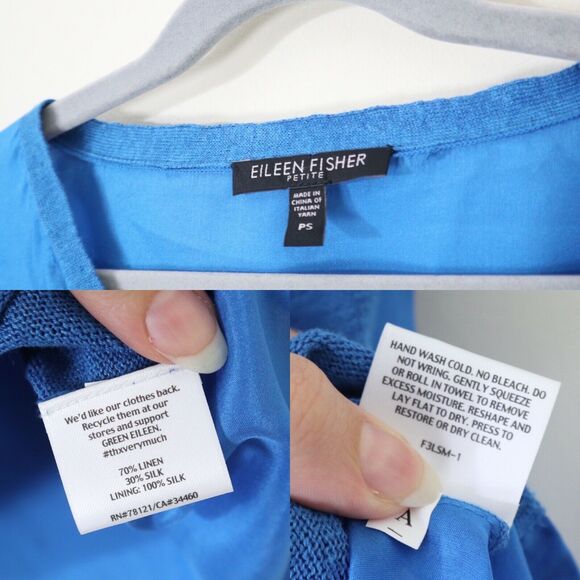 EILEEN FISHER
PETITE
MADE IN
CHINA OF
ITALIAN
YARN
PS
We'd like our clothes back.
Recycle them at our
stores and support
GREEN EILEEN.
#thxverymuch
70% LINEN
30% SILK
LINING: 100% SILK
RN#78121/CA#34460
HAND WASH COLD. NO BLEACH. DO
NOT WRING. GENTLY SQUEEZE
OR ROLL IN TOWEL TO REMOVE
EXCESS MOISTURE. RESHAPE AND
LAY FLAT TO DRY. PRESS TO
RESTORE OR DRY CLEAN.
F3LSM-1
A